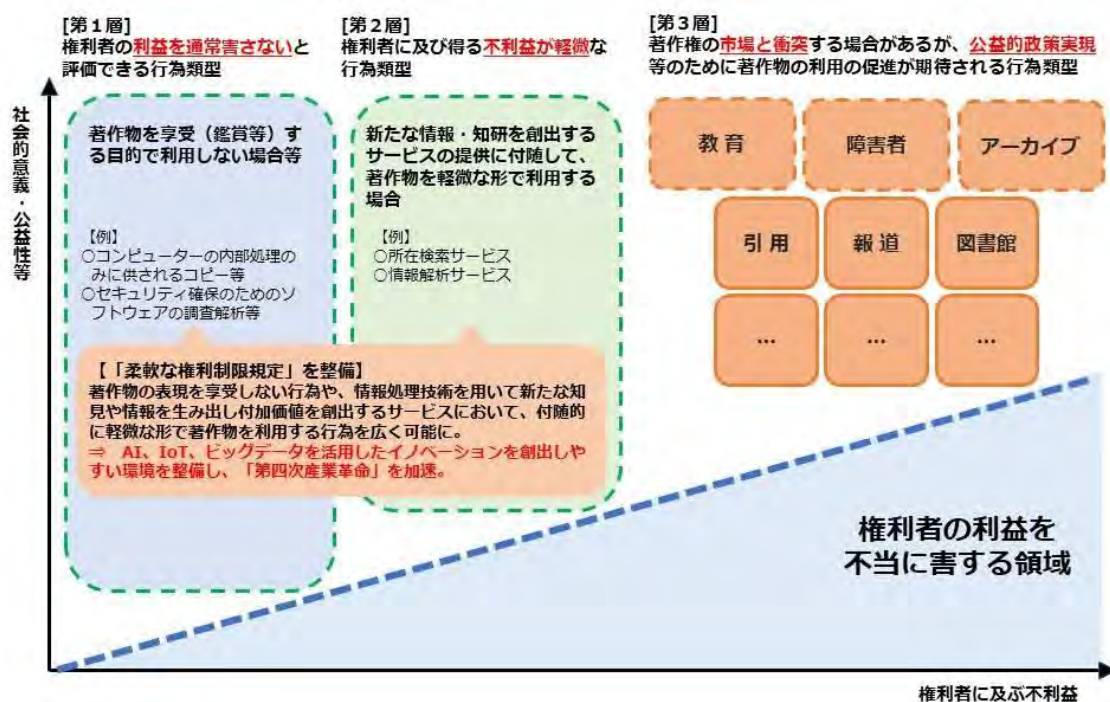 [第１層]
権利者の利益を通常害さないと
評価できる行為類型
[第２層]
権利者に及び得る不利益が軽微な
行為類型
[第３層]
著作権の市場と衝突する場合があるが、公益的政策実現
等のために著作物の利用の促進が期待される行為類型
社会的意義・公益性等
著作物を享受（鑑賞等）す
る目的で利用しない場合等
【例】
○コンピューターの内部処理の
みに供されるコピー等
○セキュリティ確保のためのソ
フトウェアの調査解析等
新たな情報・知研を創出する
サービスの提供に付随して、
著作物を軽微な形で利用する
場合
【例】
○所在検索サービス
○情報解析サービス
教 育
障害者
アーカイブ
引 用
報 道
図書館
…
…
…
【「柔軟な権利制限規定」を整備】
著作物の表現を享受しない行為や、情報処理技術を用いて新たな知
見や情報を生み出し付加価値を創出するサービスにおいて、付随的
に軽微な形で著作物を利用する行為を広く可能に。
⇒ AI、IoT、ビッグデータを活用したイノベーションを創出しや
すい環境を整備し、「第四次産業革命」を加速。
権利者の利益を
不当に害する領域
権利者に及ぶ不利益